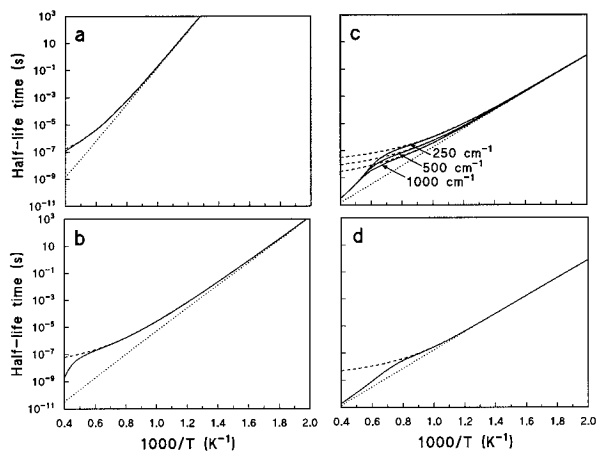 a
Half-life time (s)
10³
10
10⁻¹
10⁻³
10⁻⁵
10⁻⁷
10⁻⁹
10⁻¹¹
c
250 cm⁻¹
500 cm⁻¹
1000 cm⁻¹
b
Half-life time (s)
10³
10
10⁻¹
10⁻³
10⁻⁵
10⁻⁷
10⁻⁹
10⁻¹¹
0.4 0.6 0.8 1.0 1.2 1.4 1.6 1.8 2.0
1000/T (K⁻¹)
d
0.4 0.6 0.8 1.0 1.2 1.4 1.6 1.8 2.0
1000/T (K⁻¹)